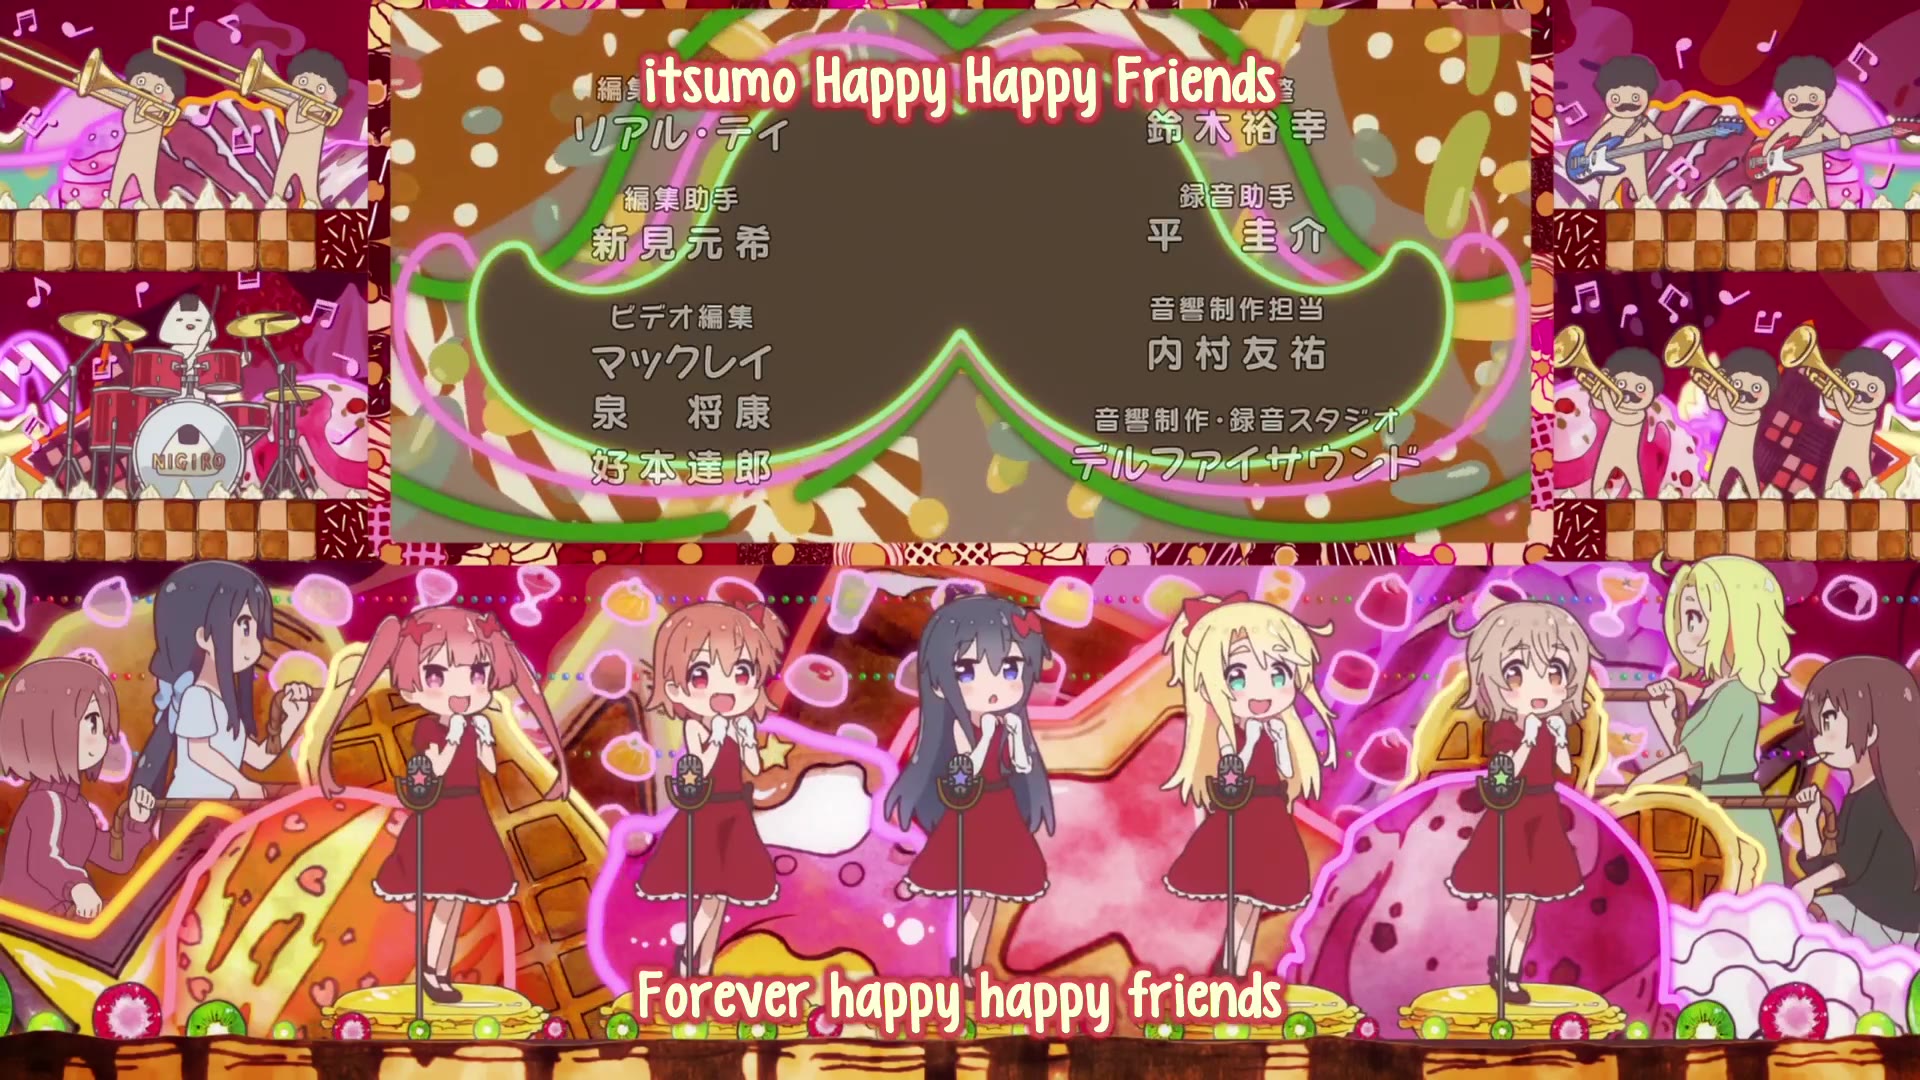 itsumo Happy Happy Friends
編集
リアル・ティ
編集助手
新見元希
ビデオ編集
マックレイ
泉 将康
好本達郎
整
鈴木裕幸
録音助手
平 圭介
音響制作担当
内村友祐
音響制作・録音スタジオ
デルファイサウンド
NIGIRO
Forever happy happy friends